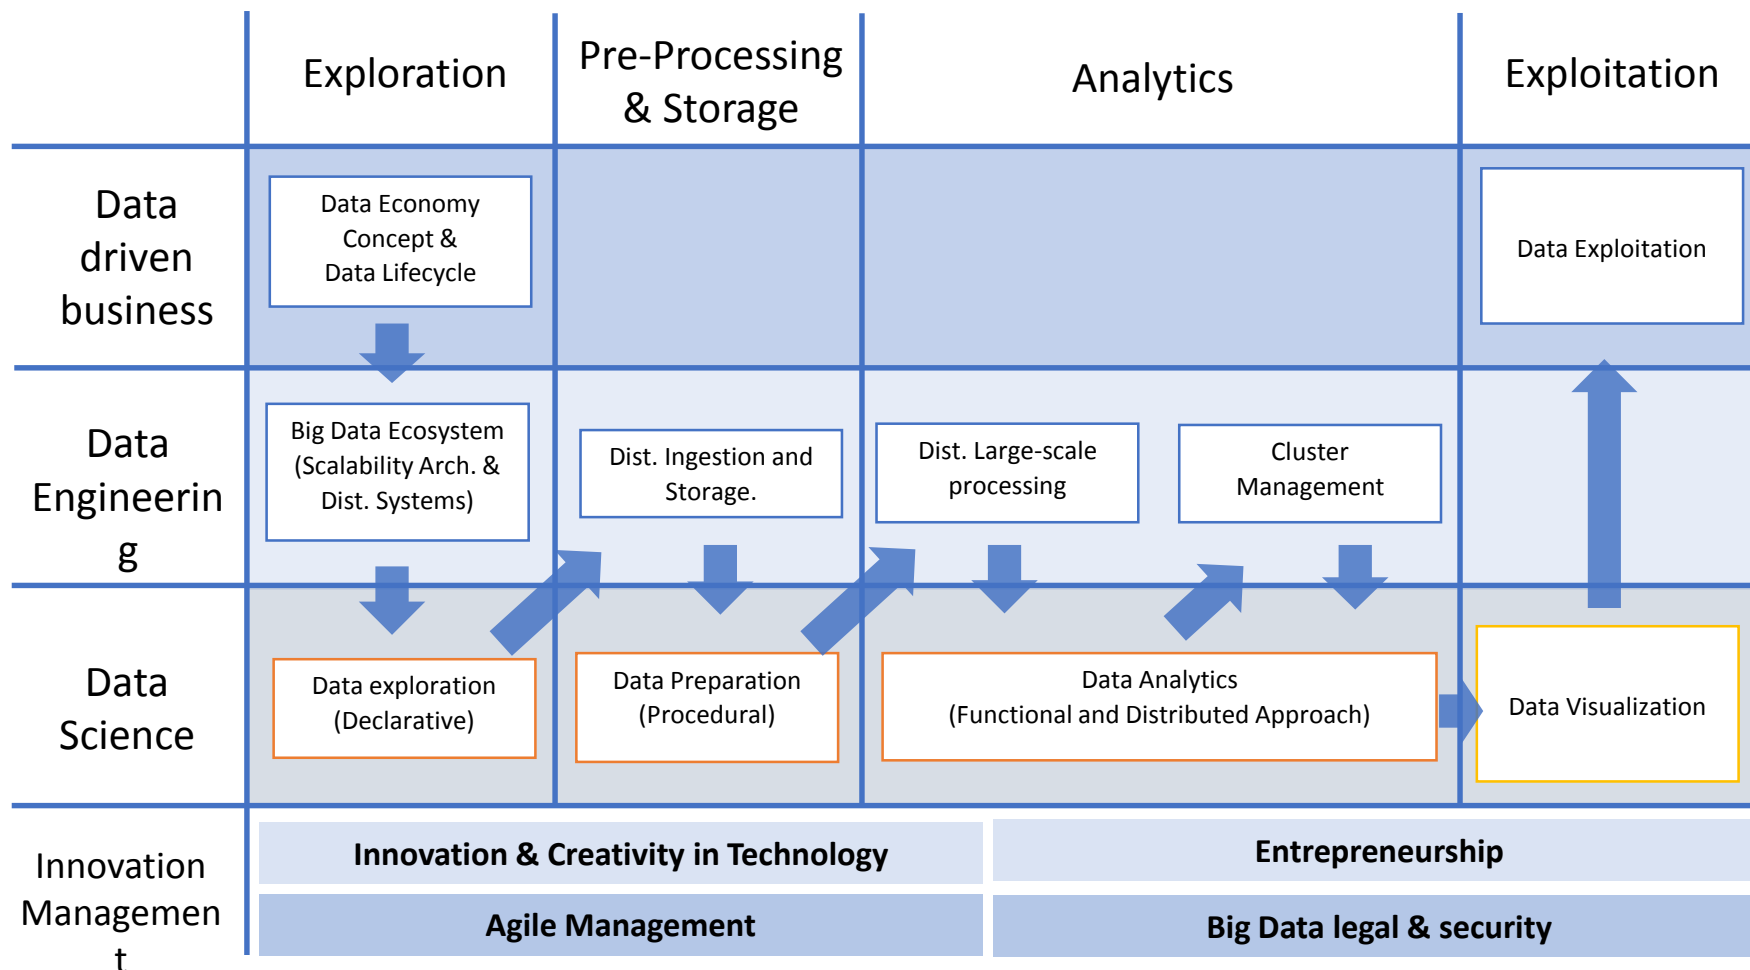 Exploration
Pre-Processing
& Storage
Analytics
Exploitation
Data
driven
business
Data Economy
Concept &
Data Lifecycle
Data Exploitation
Data
Engineerin
g
Big Data Ecosystem
(Scalability Arch. &
Dist. Systems)
Dist. Ingestion and
Storage.
Dist. Large-scale
processing
Cluster
Management
Data
Science
Data exploration
(Declarative)
Data Preparation
(Procedural)
Data Analytics
(Functional and Distributed Approach)
Data Visualization
Innovation
Managemen
t
Innovation & Creativity in Technology
Entrepreneurship
Agile Management
Big Data legal & security